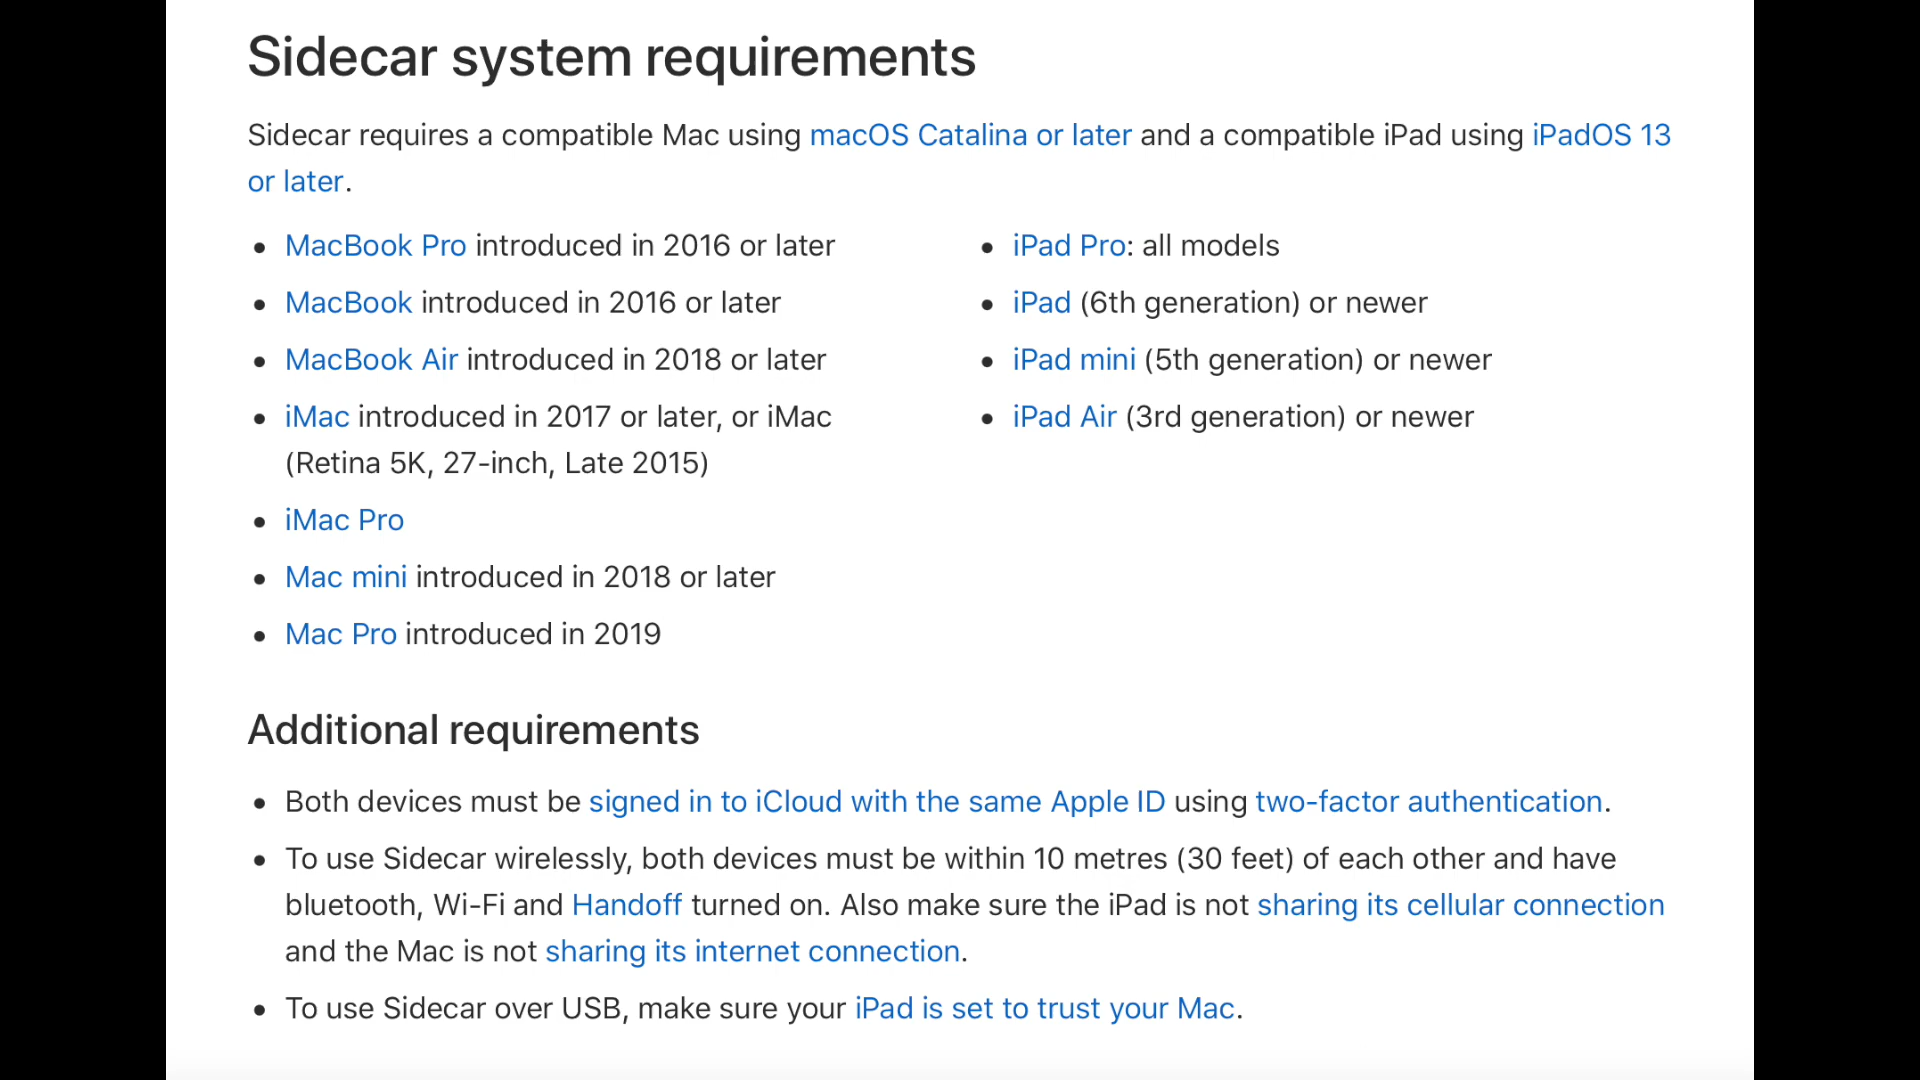 Sidecar system requirements
Sidecar requires a compatible Mac using macOS Catalina or later and a compatible iPad using iPadOS 13
or later.
• MacBook Pro introduced in 2016 or later
• MacBook introduced in 2016 or later
• MacBook Air introduced in 2018 or later
• iMac introduced in 2017 or later, or iMac
(Retina 5K, 27-inch, Late 2015)
• iMac Pro
• Mac mini introduced in 2018 or later
• Mac Pro introduced in 2019
• iPad Pro: all models
• iPad (6th generation) or newer
• iPad mini (5th generation) or newer
• iPad Air (3rd generation) or newer
Additional requirements
• Both devices must be signed in to iCloud with the same Apple ID using two-factor authentication.
• To use Sidecar wirelessly, both devices must be within 10 metres (30 feet) of each other and have
bluetooth, Wi-Fi and Handoff turned on. Also make sure the iPad is not sharing its cellular connection
and the Mac is not sharing its internet connection.
• To use Sidecar over USB, make sure your iPad is set to trust your Mac.